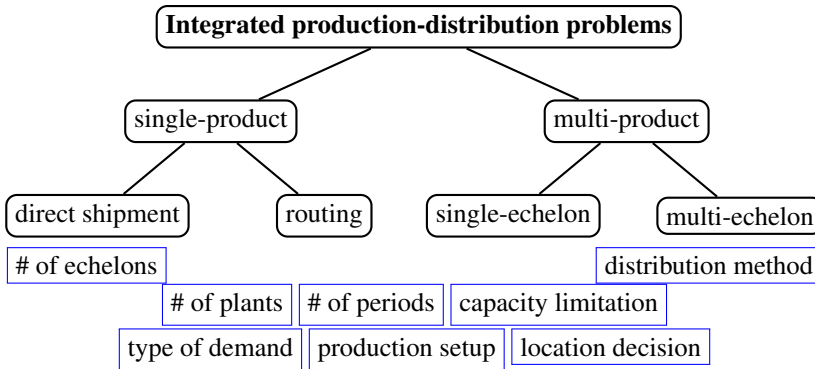 Integrated production-distribution problems
single-product
multi-product
direct shipment
routing
single-echelon
multi-echelon
# of echelons
distribution method
# of plants
# of periods
capacity limitation
type of demand
production setup
location decision